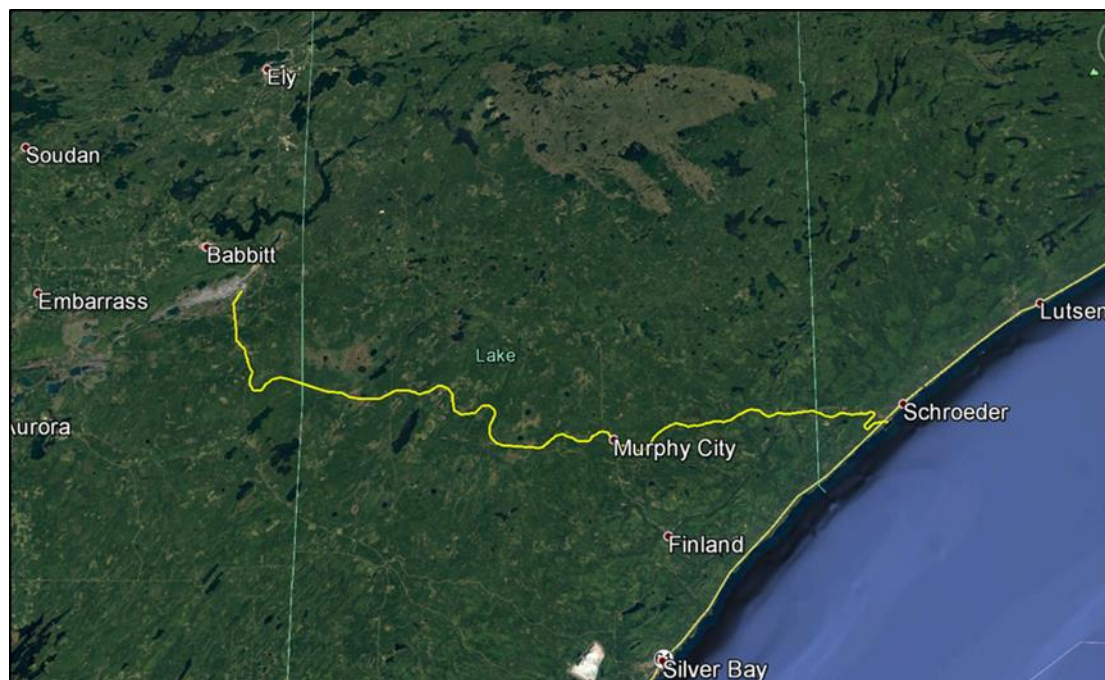 Ely
Soudan
Babbitt
Embarrass
Lutsen
Lake
Schroeder
Aurora
Murphy City
Finland
Silver Bay